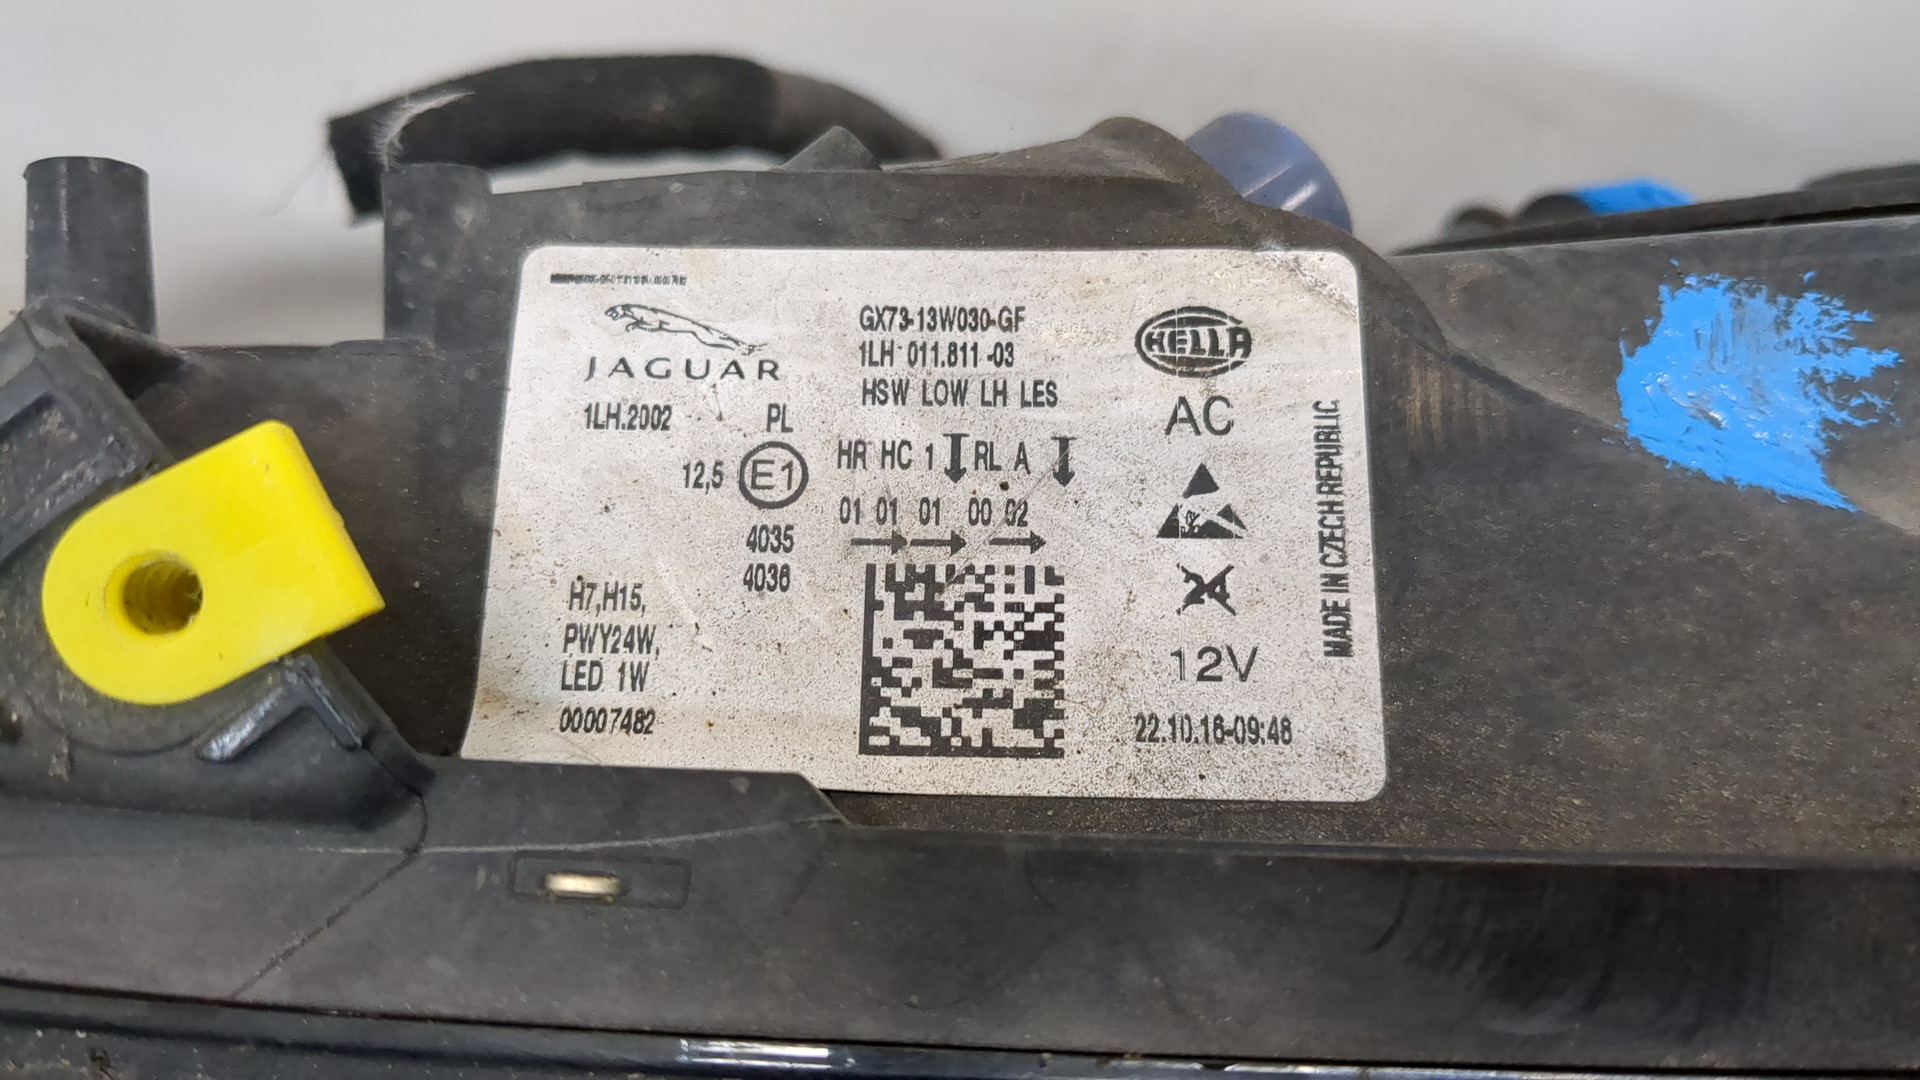 JAGUAR
1LH.2002 PL
12,5 E1
4035
4036
H7,H15,
PWY24W,
LED 1W
00007482
GX73-13W030-GF
1LH 011.811-03
HSW LOW LH LES
HR HC 1 ↓ RL A ↓
01 01 01 00 02
HELLA
AC
24
12V
22.10.16-09:48
MADE IN CZECH REPUBLIC